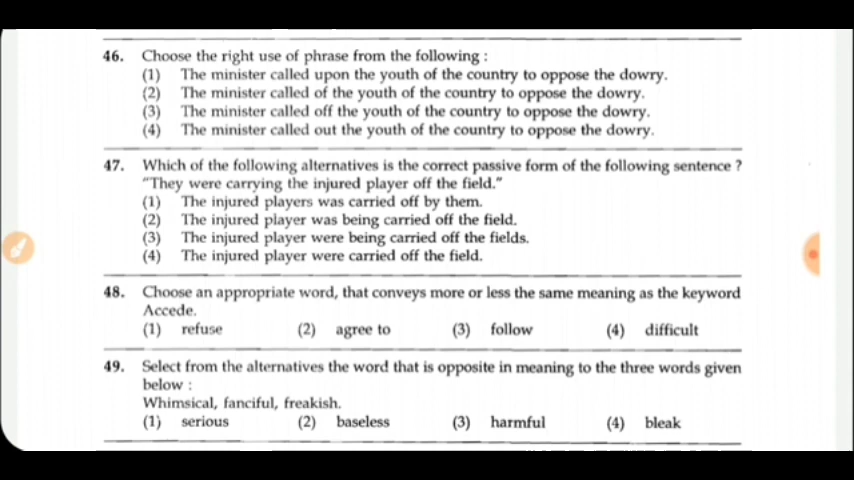 46. Choose the right use of phrase from the following :
(1) The minister called upon the youth of the country to oppose the dowry.
(2) The minister called of the youth of the country to oppose the dowry.
(3) The minister called off the youth of the country to oppose the dowry.
(4) The minister called out the youth of the country to oppose the dowry.
47. Which of the following alternatives is the correct passive form of the following sentence ?
"They were carrying the injured player off the field."
(1) The injured players was carried off by them.
(2) The injured player was being carried off the field.
(3) The injured player were being carried off the fields.
(4) The injured player were carried off the field.
48. Choose an appropriate word, that conveys more or less the same meaning as the keyword
Accede.
(1) refuse (2) agree to (3) follow (4) difficult
49. Select from the alternatives the word that is opposite in meaning to the three words given
below :
Whimsical, fanciful, freakish.
(1) serious (2) baseless (3) harmful (4) bleak